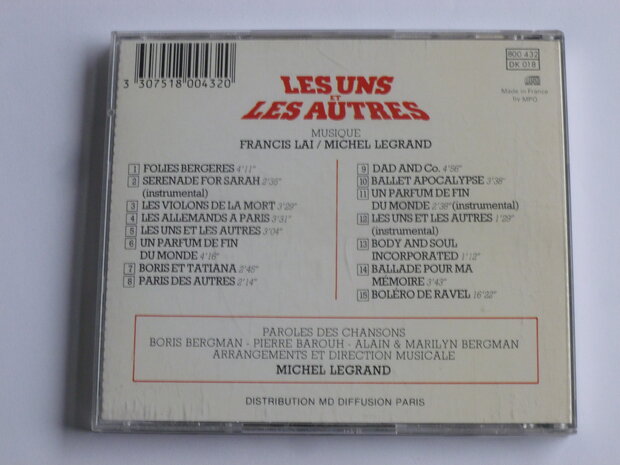 3 307518 004320
800 432
DK 018
Made in France
by MPO
LES UNS
ET
LES AUTRES
MUSIQUE
FRANCIS LAI / MICHEL LEGRAND
1 FOLIES BERGERES 4'11"
2 SERENADE FOR SARAH 2'35"
(instrumental)
3 LES VIOLONS DE LA MORT 3'29"
4 LES ALLEMANDS A PARIS 3'31"
5 LES UNS ET LES AUTRES 3'04"
6 UN PARFUM DE FIN
DU MONDE 4'16"
7 BORIS ET TATIANA 2'45"
8 PARIS DES AUTRES 2'14"
9 DAD AND Co. 4'56"
10 BALLET APOCALYPSE 3'38"
11 UN PARFUM DE FIN
DU MONDE 2'38" (instrumental)
12 LES UNS ET LES AUTRES 1'29"
(instrumental)
13 BODY AND SOUL
INCORPORATED 1'12"
14 BALLADE POUR MA
MÉMOIRE 3'43"
15 BOLÉRO DE RAVEL 16'22"
PAROLES DES CHANSONS
BORIS BERGMAN - PIERRE BAROUH - ALAIN & MARILYN BERGMAN
ARRANGEMENTS ET DIRECTION MUSICALE
MICHEL LEGRAND
DISTRIBUTION MD DIFFUSION PARIS